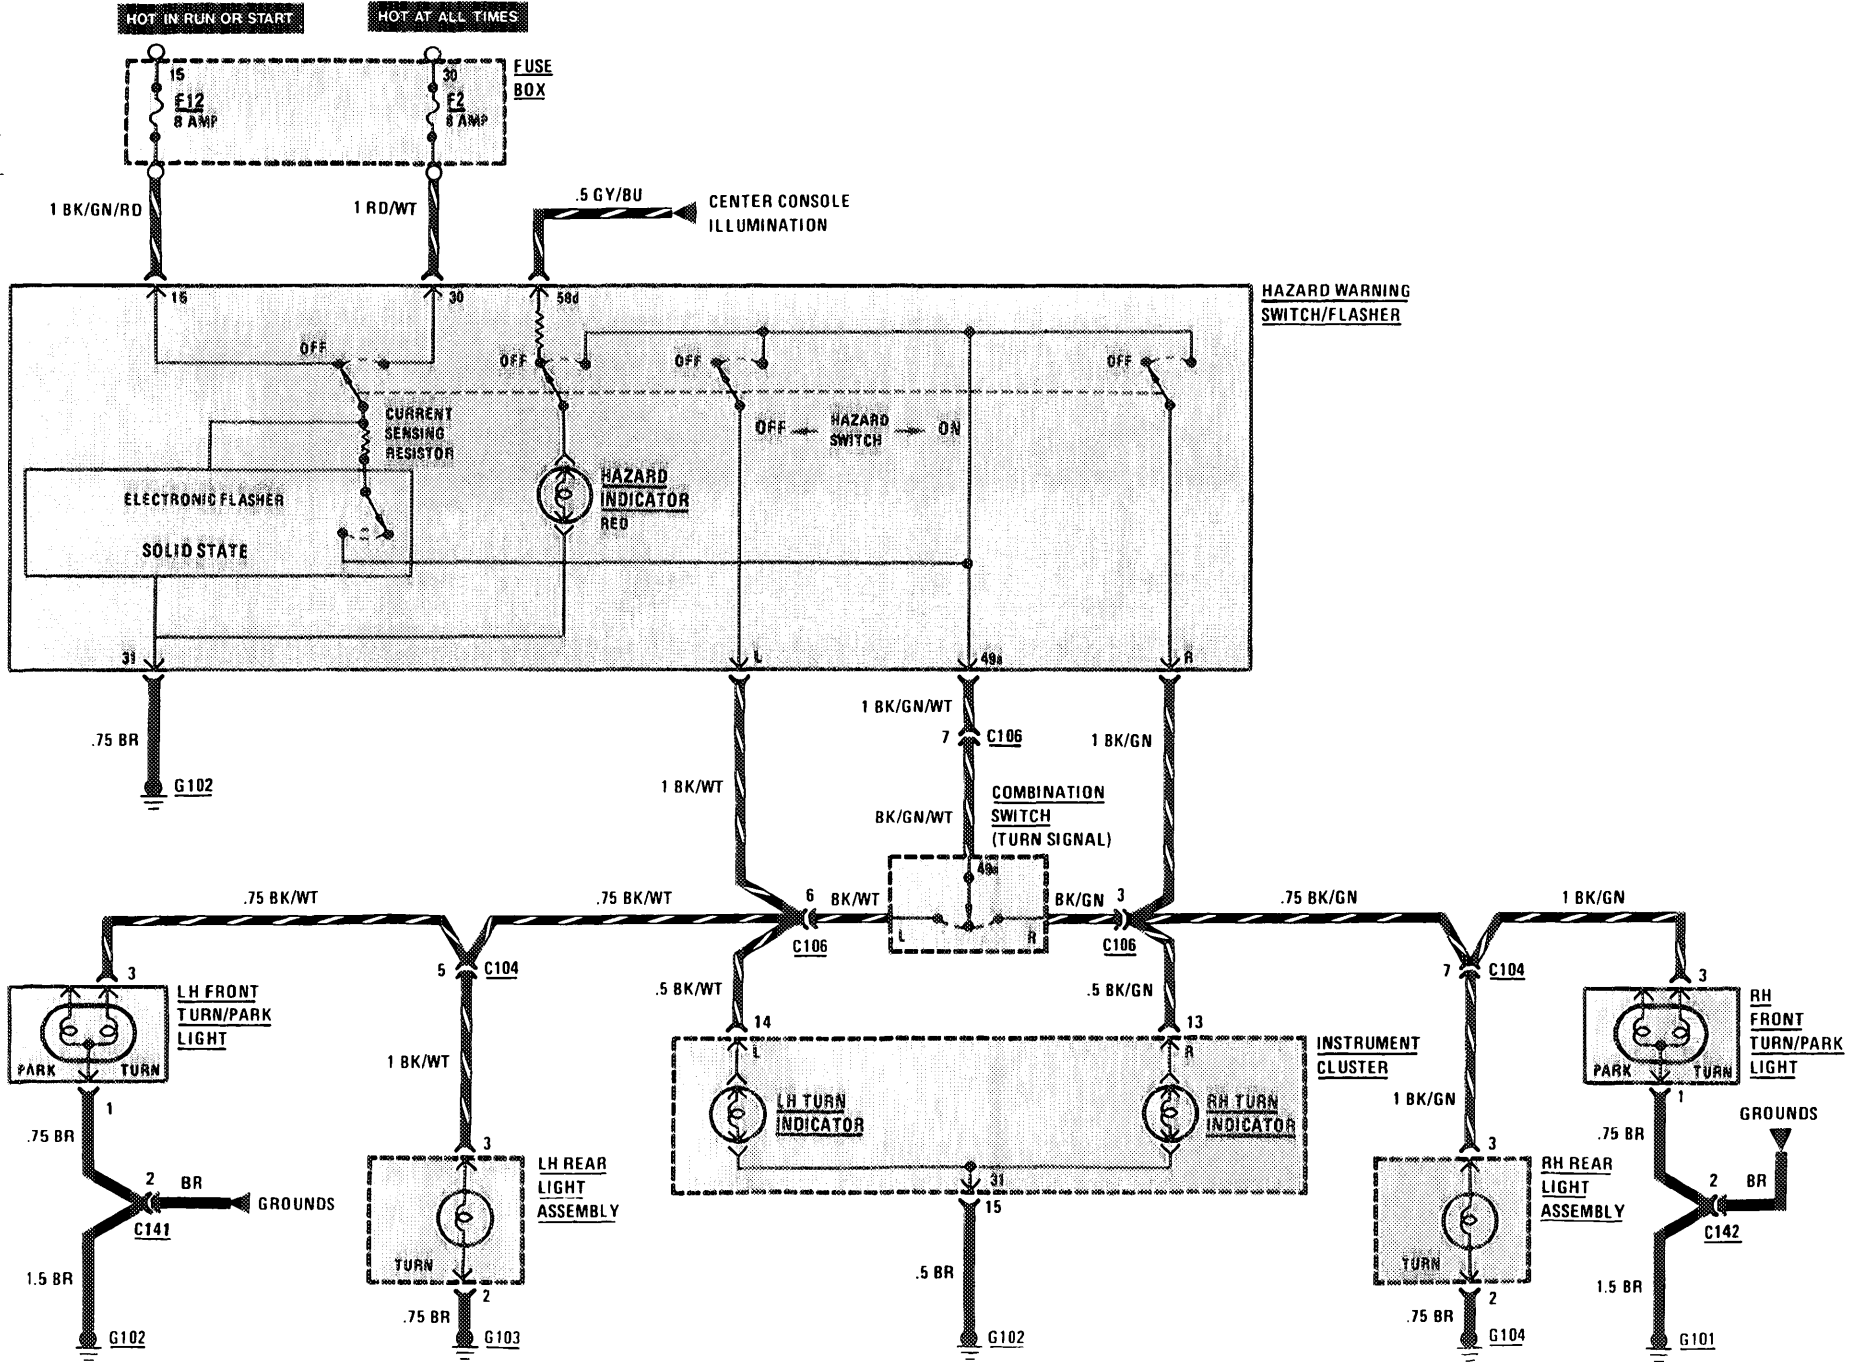 HOT IN RUN OR START
HOT AT ALL TIMES
FUSE
BOX
15
F12
8 AMP
30
F2
8 AMP
1 BK/GN/RD
1 RD/WT
.5 GY/BU
CENTER CONSOLE
ILLUMINATION
HAZARD WARNING
SWITCH/FLASHER
15
30
58d
OFF
OFF
OFF
OFF
CURRENT
SENSING
RESISTOR
OFF
HAZARD
SWITCH
ON
ELECTRONIC FLASHER
SOLID STATE
HAZARD
INDICATOR
RED
31
L
49a
R
.75 BR
G102
1 BK/WT
1 BK/GN/WT
7
C106
1 BK/GN
BK/GN/WT
COMBINATION
SWITCH
(TURN SIGNAL)
49a
L
R
.75 BK/WT
.75 BK/WT
6
BK/WT
C106
BK/GN
3
C106
.75 BK/GN
1 BK/GN
5
C104
7
C104
3
LH FRONT
TURN/PARK
LIGHT
PARK
TURN
1
.75 BR
2
BR
GROUNDS
C141
1.5 BR
G102
1 BK/WT
3
LH REAR
LIGHT
ASSEMBLY
TURN
2
.75 BR
G103
.5 BK/WT
14
L
.5 BK/GN
13
R
INSTRUMENT
CLUSTER
LH TURN
INDICATOR
RH TURN
INDICATOR
31
15
.5 BR
G102
1 BK/GN
3
RH REAR
LIGHT
ASSEMBLY
TURN
2
.75 BR
G104
3
RH
FRONT
TURN/PARK
LIGHT
PARK
TURN
1
GROUNDS
.75 BR
2
BR
C142
1.5 BR
G101